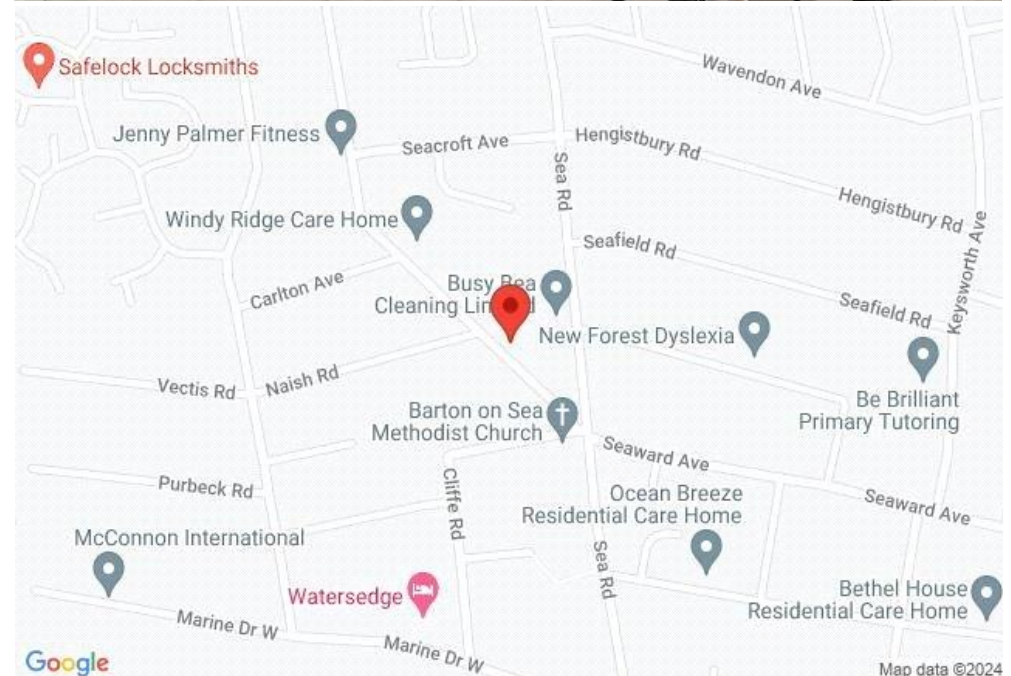 Wavendon Ave
Safelock Locksmiths
Jenny Palmer Fitness
Seacroft Ave
Hengistbury Rd
Sea Rd
Hengistbury Rd
Windy Ridge Care Home
Seafield Rd
Keysworth Ave
Carlton Ave
Busy Bea
Cleaning Lim d
Seafield Rd
New Forest Dyslexia
Vectis Rd
Naish Rd
Be Brilliant
Primary Tutoring
Barton on Sea
Methodist Church
Seaward Ave
Purbeck Rd
Cliffe Rd
Ocean Breeze
Residential Care Home
Seaward Ave
McConnon International
Sea Rd
Watersedge
Bethel House
Residential Care Home
Marine Dr W
Marine Dr W
Google
Map data ©2024